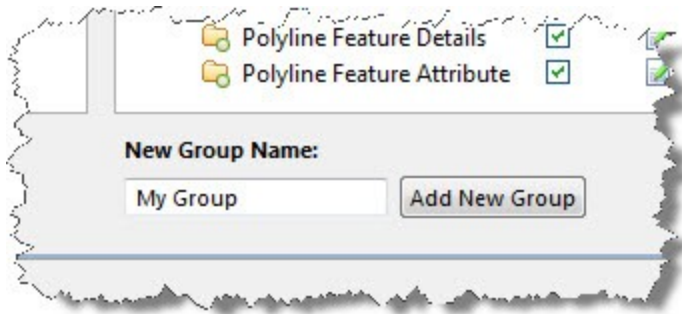 Polyline Feature Details
Polyline Feature Attribute
New Group Name:
My Group Add New Group